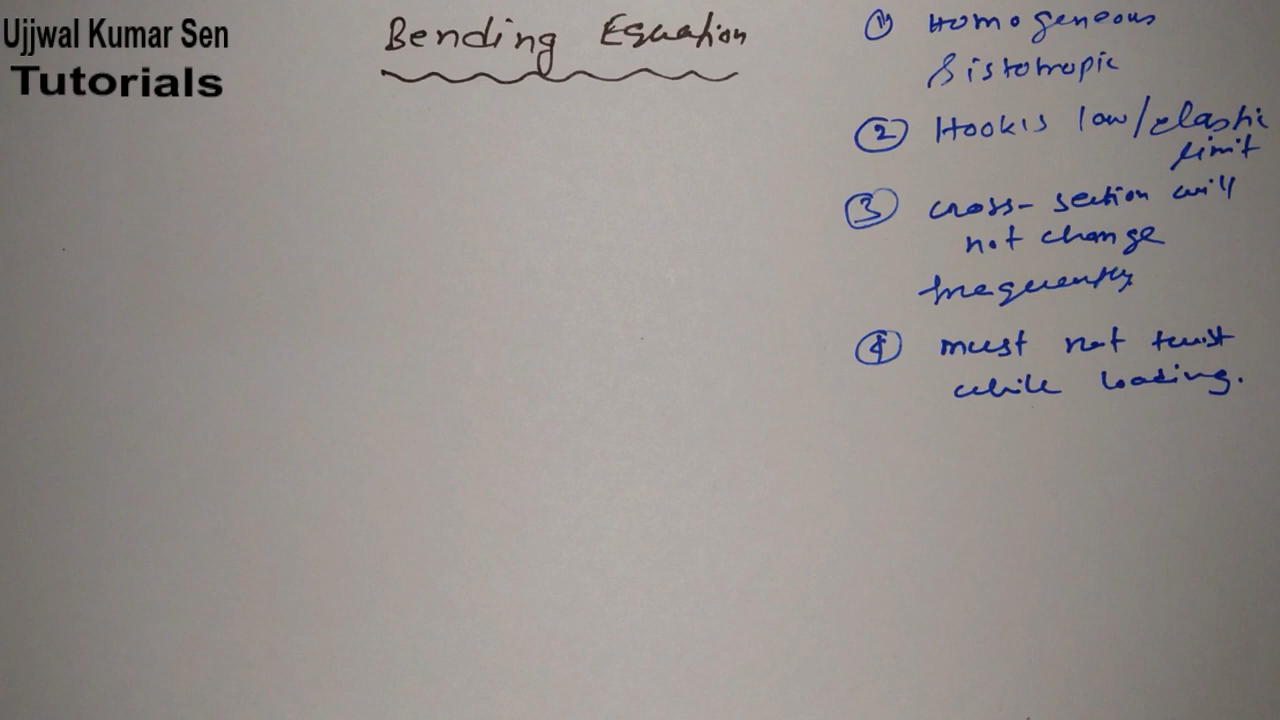 Ujjwal Kumar Sen
Tutorials
Bending Equation
① Homogeneous
& isotropic
② Hook's law/elastic
limit
③ cross-section will
not change
frequently
④ must not twist
while loading.